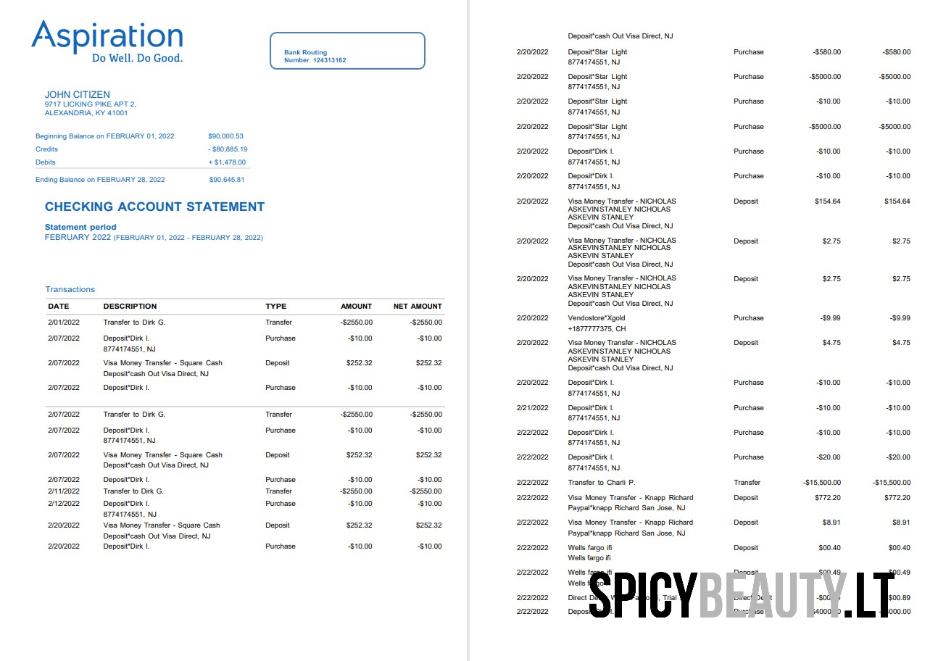 Aspiration
Do Well. Do Good.
Bank Routing
Number 124313162
JOHN CITIZEN
9717 LICKING PIKE APT 2,
ALEXANDRIA, KY 41001
Beginning Balance on FEBRUARY 01, 2022 $90,000.53
Credits - $80,885.19
Debits + $1,478.00
Ending Balance on FEBRUARY 28, 2022 $90,645.81
CHECKING ACCOUNT STATEMENT
Statement period
FEBRUARY 2022 (FEBRUARY 01, 2022 - FEBRUARY 28, 2022)
Transactions
DATE DESCRIPTION TYPE AMOUNT NET AMOUNT
2/01/2022 Transfer to Dirk G. Transfer -$2550.00 -$2550.00
2/07/2022 Deposit*Dirk I. Purchase -$10.00 -$10.00
8774174551, NJ
2/07/2022 Visa Money Transfer - Square Cash Deposit $252.32 $252.32
Deposit*cash Out Visa Direct, NJ
2/07/2022 Deposit*Dirk I. Purchase -$10.00 -$10.00
2/07/2022 Transfer to Dirk G. Transfer -$2550.00 -$2550.00
2/07/2022 Deposit*Dirk I. Purchase -$10.00 -$10.00
8774174551, NJ
2/07/2022 Visa Money Transfer - Square Cash Deposit $252.32 $252.32
Deposit*cash Out Visa Direct, NJ
2/07/2022 Deposit*Dirk I. Purchase -$10.00 -$10.00
2/11/2022 Transfer to Dirk G. Transfer -$2550.00 -$2550.00
2/12/2022 Deposit*Dirk I. Purchase -$10.00 -$10.00
8774174551, NJ
2/20/2022 Visa Money Transfer - Square Cash Deposit $252.32 $252.32
Deposit*cash Out Visa Direct, NJ
2/20/2022 Deposit*Dirk I. Purchase -$10.00 -$10.00
Deposit*cash Out Visa Direct, NJ
2/20/2022 Deposit*Star Light Purchase -$580.00 -$580.00
8774174551, NJ
2/20/2022 Deposit*Star Light Purchase -$5000.00 -$5000.00
8774174551, NJ
2/20/2022 Deposit*Star Light Purchase -$10.00 -$10.00
8774174551, NJ
2/20/2022 Deposit*Star Light Purchase -$5000.00 -$5000.00
8774174551, NJ
2/20/2022 Deposit*Dirk I. Purchase -$10.00 -$10.00
8774174551, NJ
2/20/2022 Deposit*Dirk I. Purchase -$10.00 -$10.00
8774174551, NJ
2/20/2022 Visa Money Transfer - NICHOLAS Deposit $154.64 $154.64
ASKEVINSTANLEY NICHOLAS
ASKEVIN STANLEY
Deposit*cash Out Visa Direct, NJ
2/20/2022 Visa Money Transfer - NICHOLAS Deposit $2.75 $2.75
ASKEVINSTANLEY NICHOLAS
ASKEVIN STANLEY
Deposit*cash Out Visa Direct, NJ
2/20/2022 Visa Money Transfer - NICHOLAS Deposit $2.75 $2.75
ASKEVINSTANLEY NICHOLAS
ASKEVIN STANLEY
Deposit*cash Out Visa Direct, NJ
2/20/2022 Vendostore*Xgold Purchase -$9.99 -$9.99
+1877777375, CH
2/20/2022 Visa Money Transfer - NICHOLAS Deposit $4.75 $4.75
ASKEVINSTANLEY NICHOLAS
ASKEVIN STANLEY
Deposit*cash Out Visa Direct, NJ
2/20/2022 Deposit*Dirk I. Purchase -$10.00 -$10.00
8774174551, NJ
2/21/2022 Deposit*Dirk I. Purchase -$10.00 -$10.00
8774174551, NJ
2/22/2022 Deposit*Dirk I. Purchase -$10.00 -$10.00
8774174551, NJ
2/22/2022 Deposit*Dirk I. Purchase -$20.00 -$20.00
8774174551, NJ
2/22/2022 Transfer to Charli P. Transfer -$15,500.00 -$15,500.00
2/22/2022 Visa Money Transfer - Knapp Richard Deposit $772.20 $772.20
Paypal*knapp Richard San Jose, NJ
2/22/2022 Visa Money Transfer - Knapp Richard Deposit $8.91 $8.91
Paypal*knapp Richard San Jose, NJ
2/22/2022 Wells fargo ifi Deposit $00.40 $00.40
Wells fargo ifi
2/22/2022 Wells Deposit $00.49 $00.49
Wells
2/22/2022 Direct Trial $00.89
2/22/2022 Purchase
SPICYBEAUTY.LT